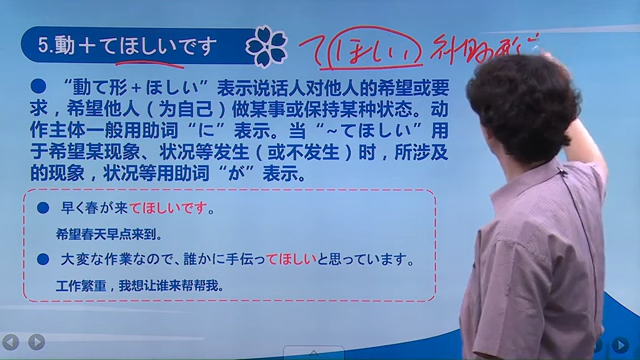 5.動＋てほしいです
てほしい 补助形
● “動て形＋ほしい”表示说话人对他人的希望或要
求，希望他人（为自己）做某事或保持某种状态。动
作主体一般用助词“に”表示。当“~てほしい”用
于希望某现象、状况等发生（或不发生）时，所涉及
的现象，状况等用助词“が”表示。
● 早く春が来てほしいです。
希望春天早点来到。
● 大変な作業なので、誰かに手伝ってほしいと思っています。
工作繁重，我想让谁来帮帮我。